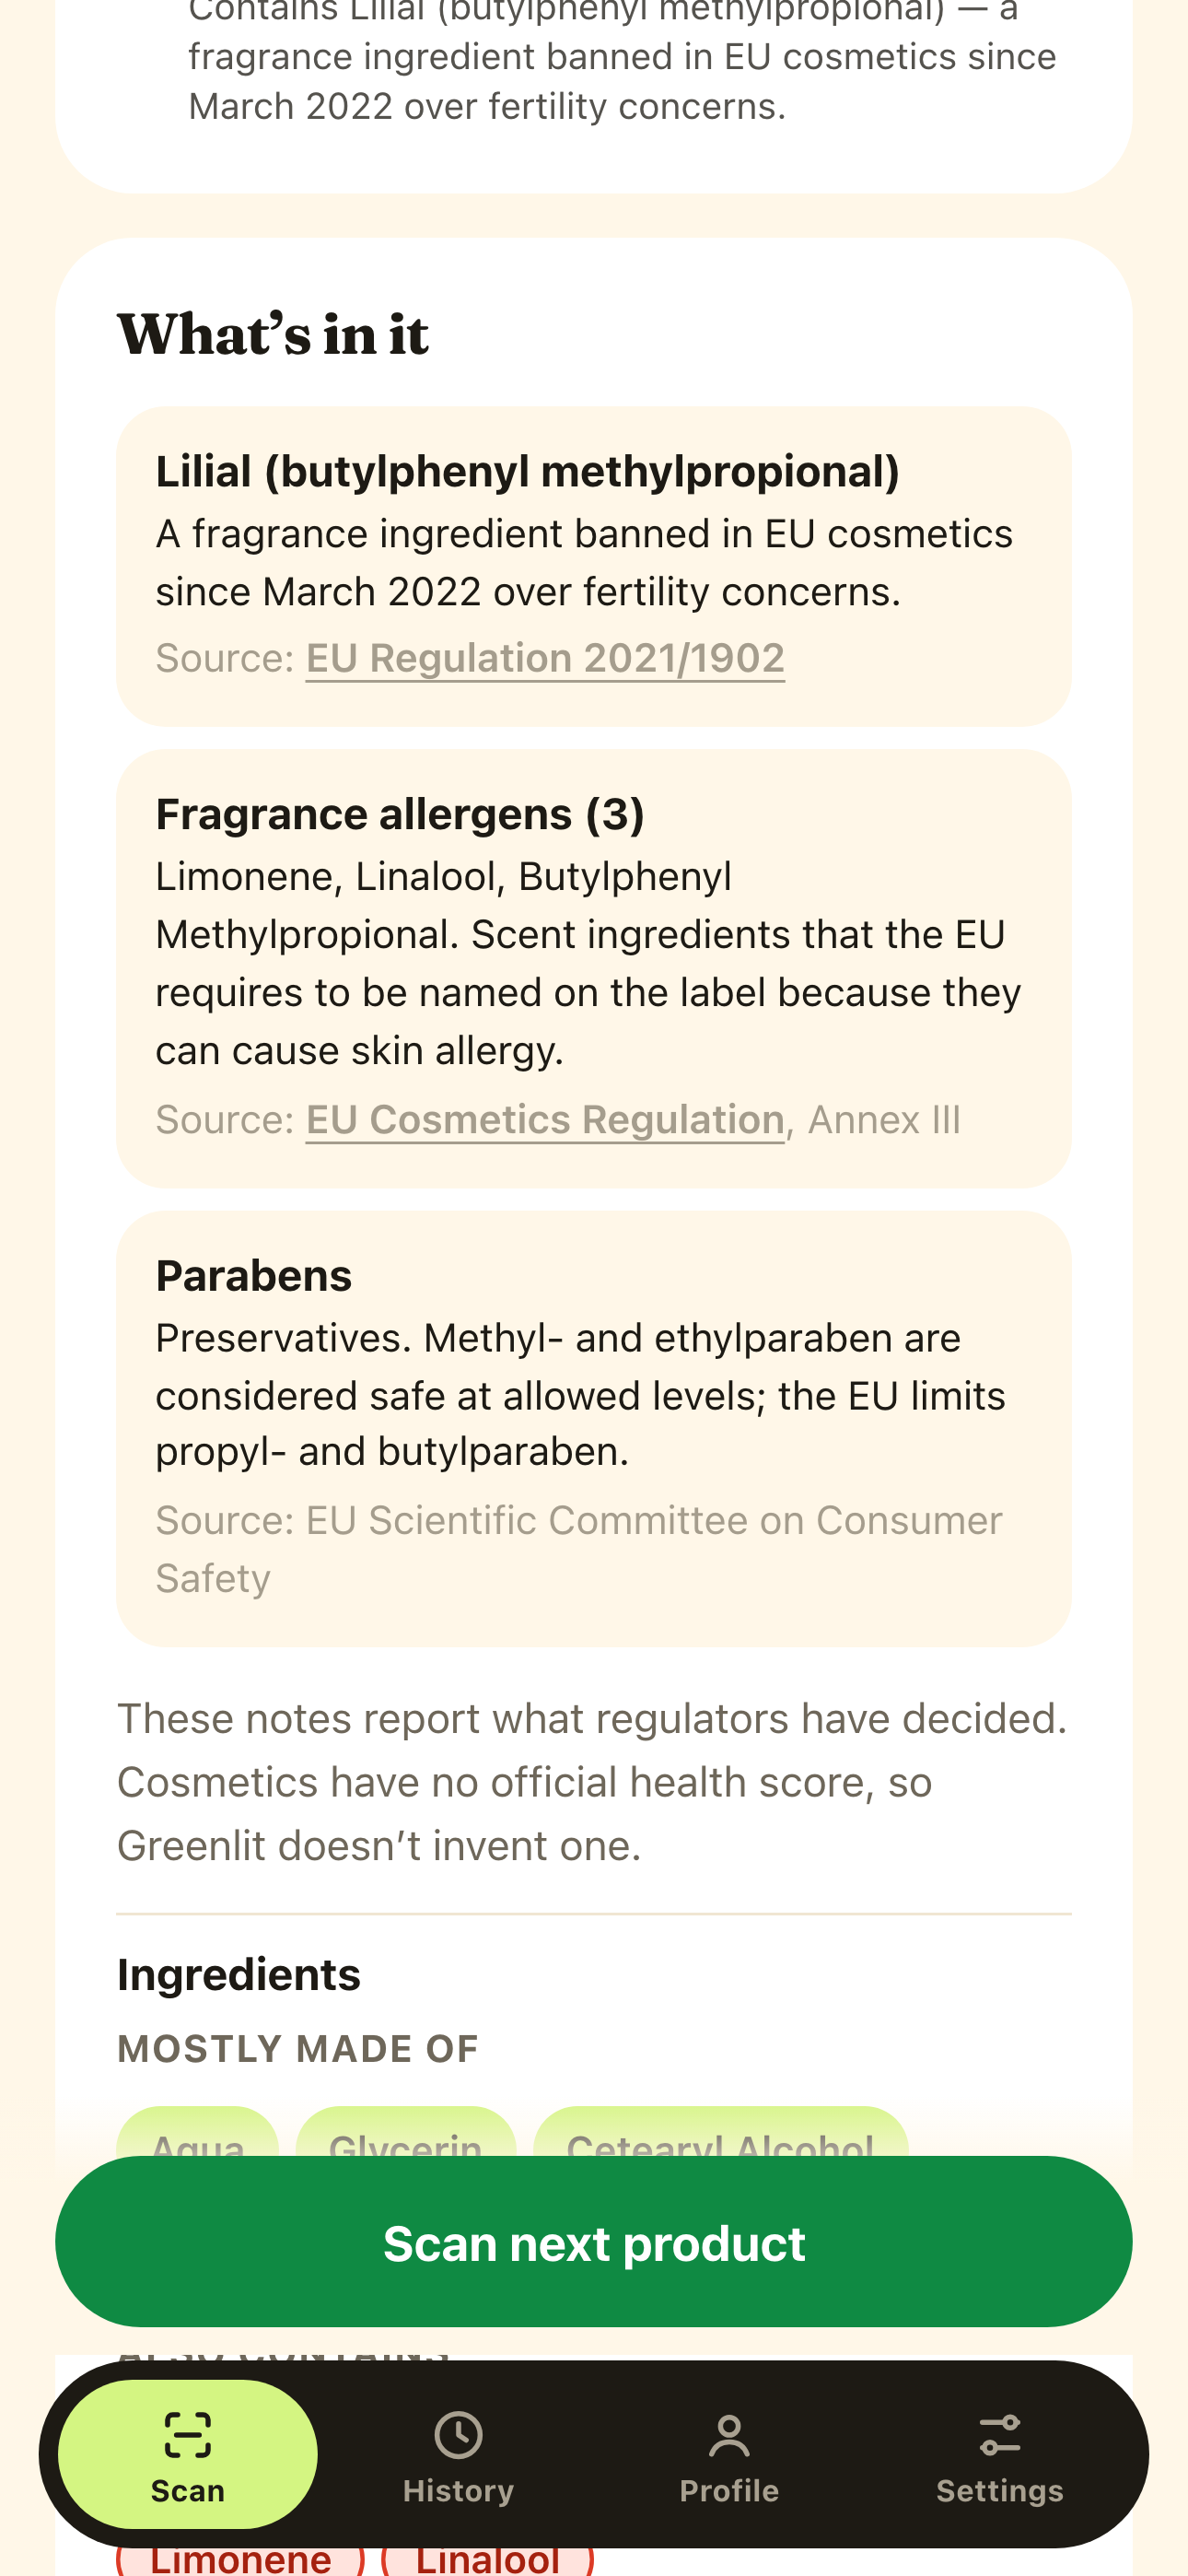 Contains Lilial (butylphenyl methylpropional) — a
fragrance ingredient banned in EU cosmetics since
March 2022 over fertility concerns.
What’s in it
Lilial (butylphenyl methylpropional)
A fragrance ingredient banned in EU cosmetics
since March 2022 over fertility concerns.
Source: EU Regulation 2021/1902
Fragrance allergens (3)
Limonene, Linalool, Butylphenyl
Methylpropional. Scent ingredients that the EU
requires to be named on the label because they
can cause skin allergy.
Source: EU Cosmetics Regulation, Annex III
Parabens
Preservatives. Methyl- and ethylparaben are
considered safe at allowed levels; the EU limits
propyl- and butylparaben.
Source: EU Scientific Committee on Consumer
Safety
These notes report what regulators have decided.
Cosmetics have no official health score, so
Greenlit doesn’t invent one.
Ingredients
MOSTLY MADE OF
Aqua Glycerin Cetearyl Alcohol
Scan next product
ALSO CONTAINS
Scan History Profile Settings
Limonene Linalool